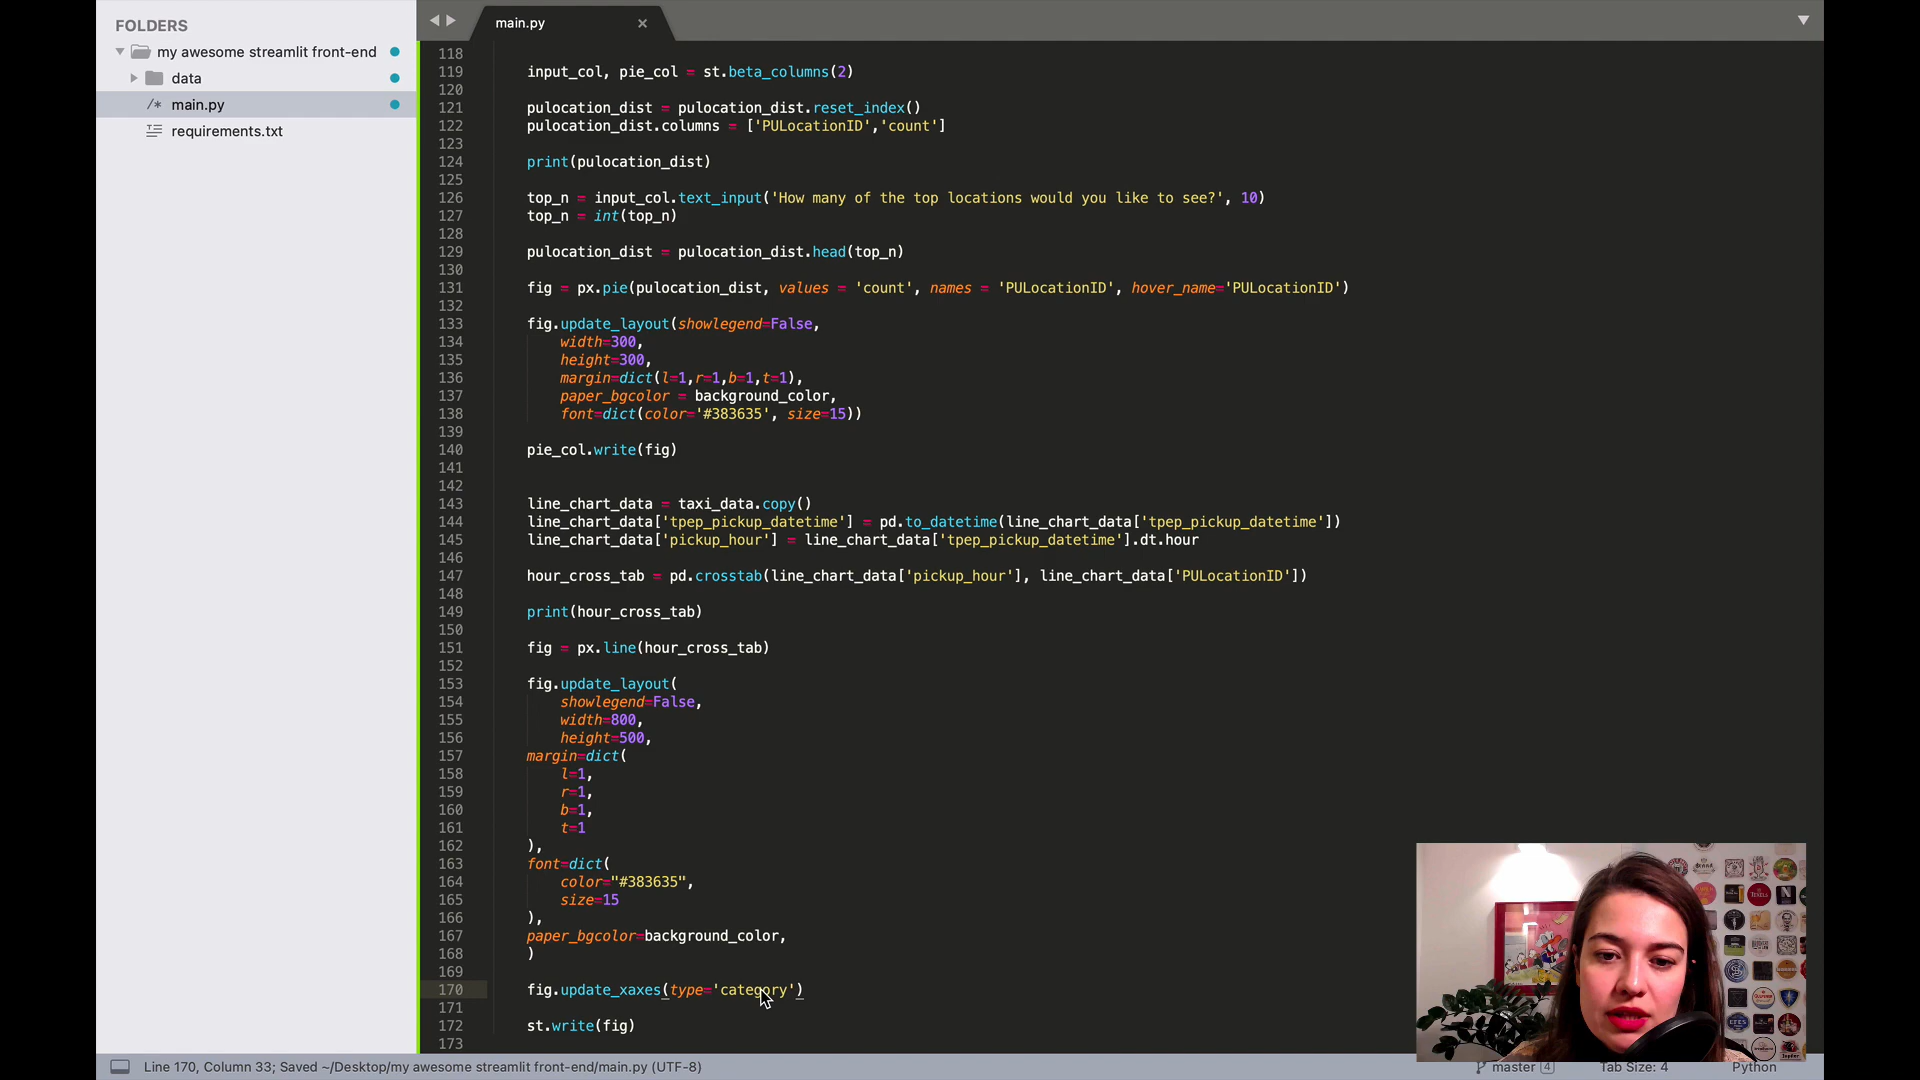 FOLDERS
my awesome streamlit front-end
data
/* main.py
requirements.txt
main.py
118
119 input_col, pie_col = st.beta_columns(2)
120
121 pulocation_dist = pulocation_dist.reset_index()
122 pulocation_dist.columns = ['PULocationID','count']
123
124 print(pulocation_dist)
125
126 top_n = input_col.text_input('How many of the top locations would you like to see?', 10)
127 top_n = int(top_n)
128
129 pulocation_dist = pulocation_dist.head(top_n)
130
131 fig = px.pie(pulocation_dist, values = 'count', names = 'PULocationID', hover_name='PULocationID')
132
133 fig.update_layout(showlegend=False,
134 width=300,
135 height=300,
136 margin=dict(l=1,r=1,b=1,t=1),
137 paper_bgcolor = background_color,
138 font=dict(color='#383635', size=15))
139
140 pie_col.write(fig)
141
142
143 line_chart_data = taxi_data.copy()
144 line_chart_data['tpep_pickup_datetime'] = pd.to_datetime(line_chart_data['tpep_pickup_datetime'])
145 line_chart_data['pickup_hour'] = line_chart_data['tpep_pickup_datetime'].dt.hour
146
147 hour_cross_tab = pd.crosstab(line_chart_data['pickup_hour'], line_chart_data['PULocationID'])
148
149 print(hour_cross_tab)
150
151 fig = px.line(hour_cross_tab)
152
153 fig.update_layout(
154 showlegend=False,
155 width=800,
156 height=500,
157 margin=dict(
158 l=1,
159 r=1,
160 b=1,
161 t=1
162 ),
163 font=dict(
164 color="#383635",
165 size=15
166 ),
167 paper_bgcolor=background_color,
168 )
169
170 fig.update_xaxes(type='category')
171
172 st.write(fig)
173
Line 170, Column 33; Saved ~/Desktop/my awesome streamlit front-end/main.py (UTF-8)
master 4
Tab Size: 4
Python